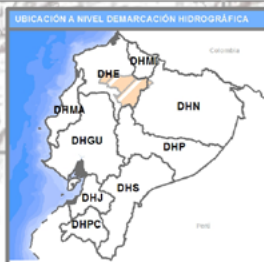 UBICACIÓN A NIVEL DEMARCACIÓN HIDROGRÁFICA
Colombia
DHM
DHE
DHMA
DHN
DHGU
DHP
DHJ
DHS
DHPC
Perú